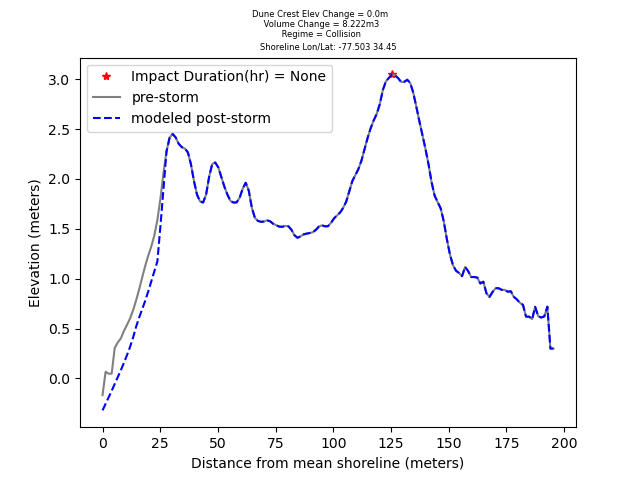 Dune Crest Elev Change = 0.0m
Volume Change = 8.222m3
Regime = Collision
Shoreline Lon/Lat: -77.503 34.45
Impact Duration(hr) = None
pre-storm
modeled post-storm
Elevation (meters)
3.0
2.5
2.0
1.5
1.0
0.5
0.0
0 25 50 75 100 125 150 175 200
Distance from mean shoreline (meters)